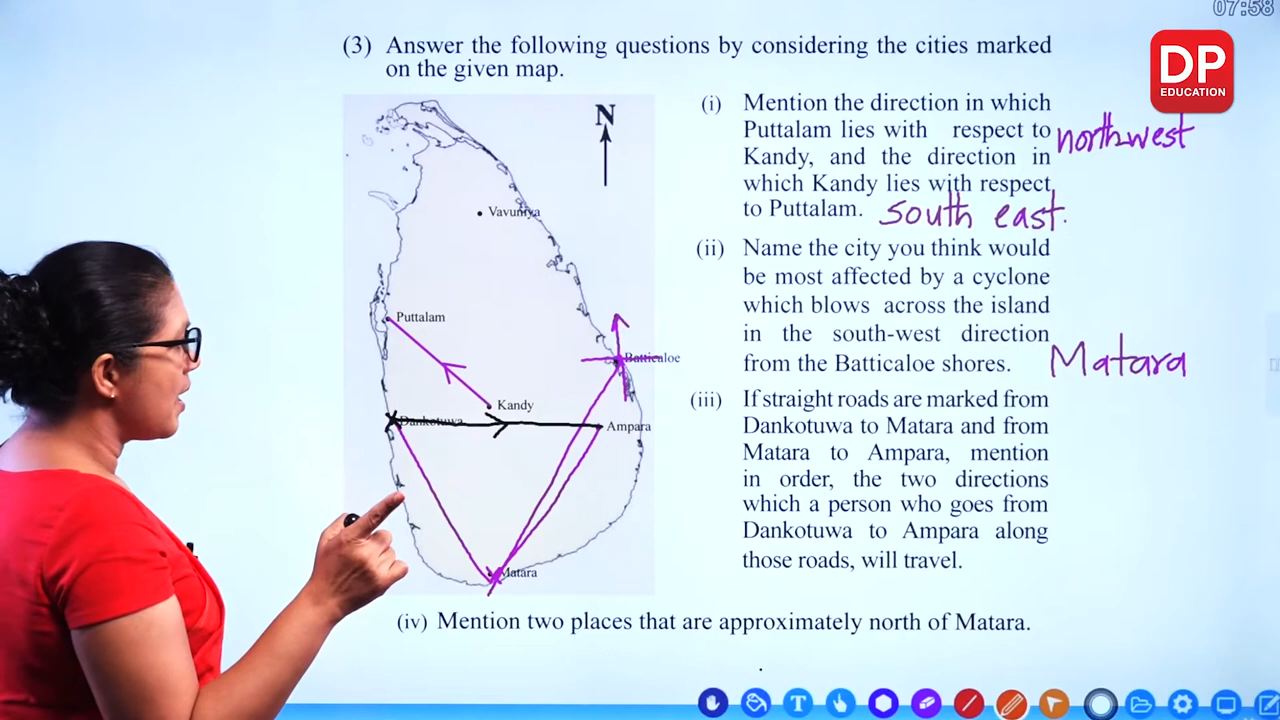 07:58
DP
EDUCATION
(3) Answer the following questions by considering the cities marked
on the given map.
N
Vavuniya
Puttalam
Batticaloe
Kandy
Dankotuwa
Ampara
Matara
(i) Mention the direction in which
Puttalam lies with respect to
Kandy, and the direction in
which Kandy lies with respect
to Puttalam.
northwest
south east.
(ii) Name the city you think would
be most affected by a cyclone
which blows across the island
in the south-west direction
from the Batticaloe shores.
Matara
(iii) If straight roads are marked from
Dankotuwa to Matara and from
Matara to Ampara, mention
in order, the two directions
which a person who goes from
Dankotuwa to Ampara along
those roads, will travel.
(iv) Mention two places that are approximately north of Matara.
T